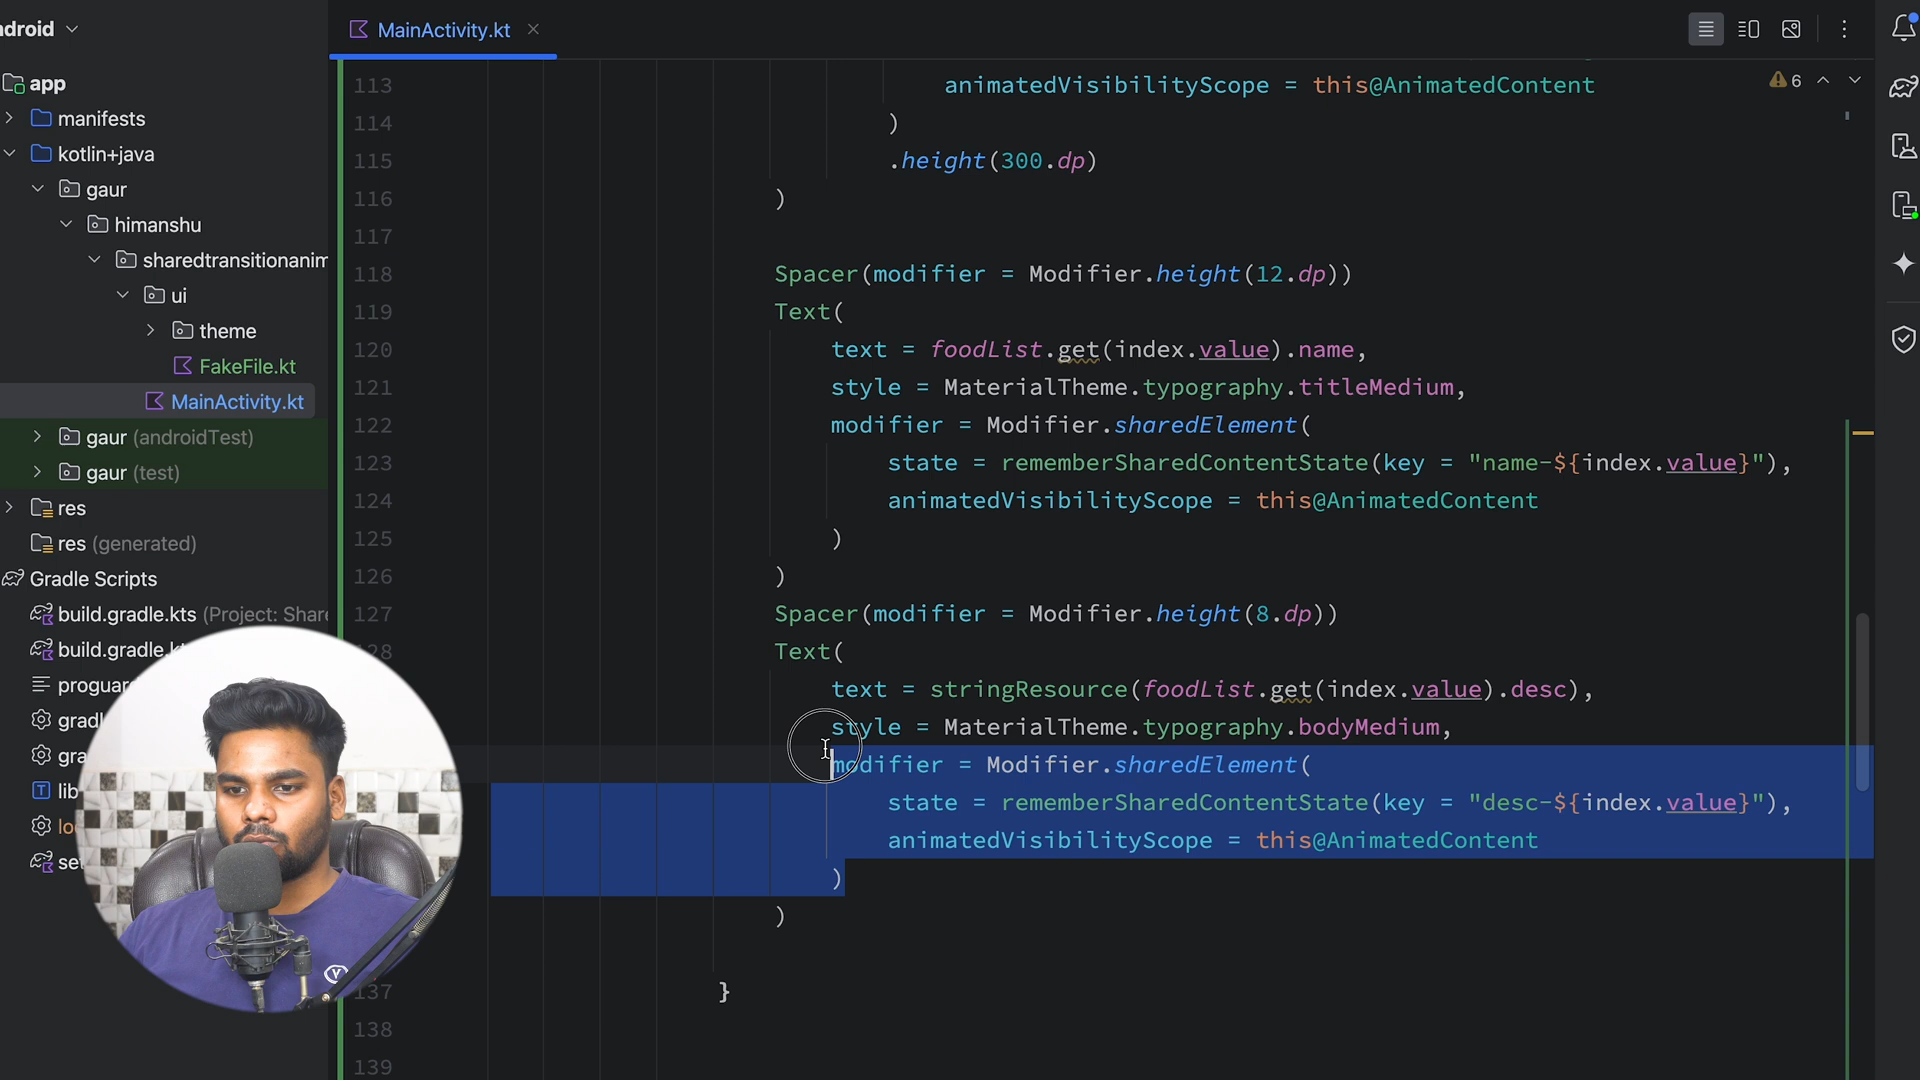 ndroid
app
manifests
kotlin+java
gaur
himanshu
sharedtransitionanim
ui
theme
FakeFile.kt
MainActivity.kt
gaur (androidTest)
gaur (test)
res
res (generated)
Gradle Scripts
build.gradle.kts (Project: Share
build.gradle.k
proguar
gradl
gra
lib
loc
set
MainActivity.kt
6
113 animatedVisibilityScope = this@AnimatedContent
114 )
115 .height(300.dp)
116 )
117
118 Spacer(modifier = Modifier.height(12.dp))
119 Text(
120 text = foodList.get(index.value).name,
121 style = MaterialTheme.typography.titleMedium,
122 modifier = Modifier.sharedElement(
123 state = rememberSharedContentState(key = "name-${index.value}"),
124 animatedVisibilityScope = this@AnimatedContent
125 )
126 )
127 Spacer(modifier = Modifier.height(8.dp))
128 Text(
text = stringResource(foodList.get(index.value).desc),
style = MaterialTheme.typography.bodyMedium,
modifier = Modifier.sharedElement(
state = rememberSharedContentState(key = "desc-${index.value}"),
animatedVisibilityScope = this@AnimatedContent
)
)
137 }
138
139